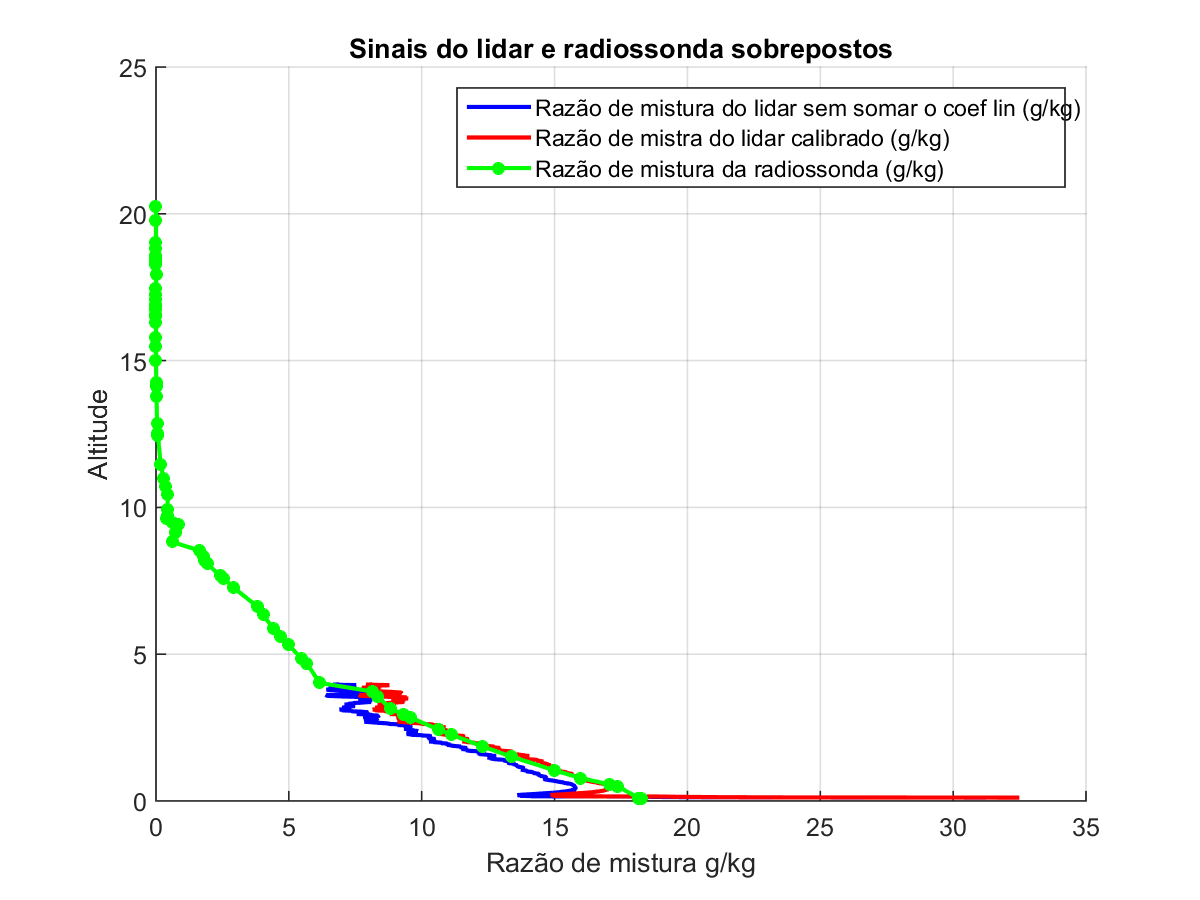 Sinais do lidar e radiossonda sobrepostos
25
Razão de mistura do lidar sem somar o coef lin (g/kg)
Razão de mistra do lidar calibrado (g/kg)
Razão de mistura da radiossonda (g/kg)
20
15
Altitude
10
5
0
0 5 10 15 20 25 30 35
Razão de mistura g/kg